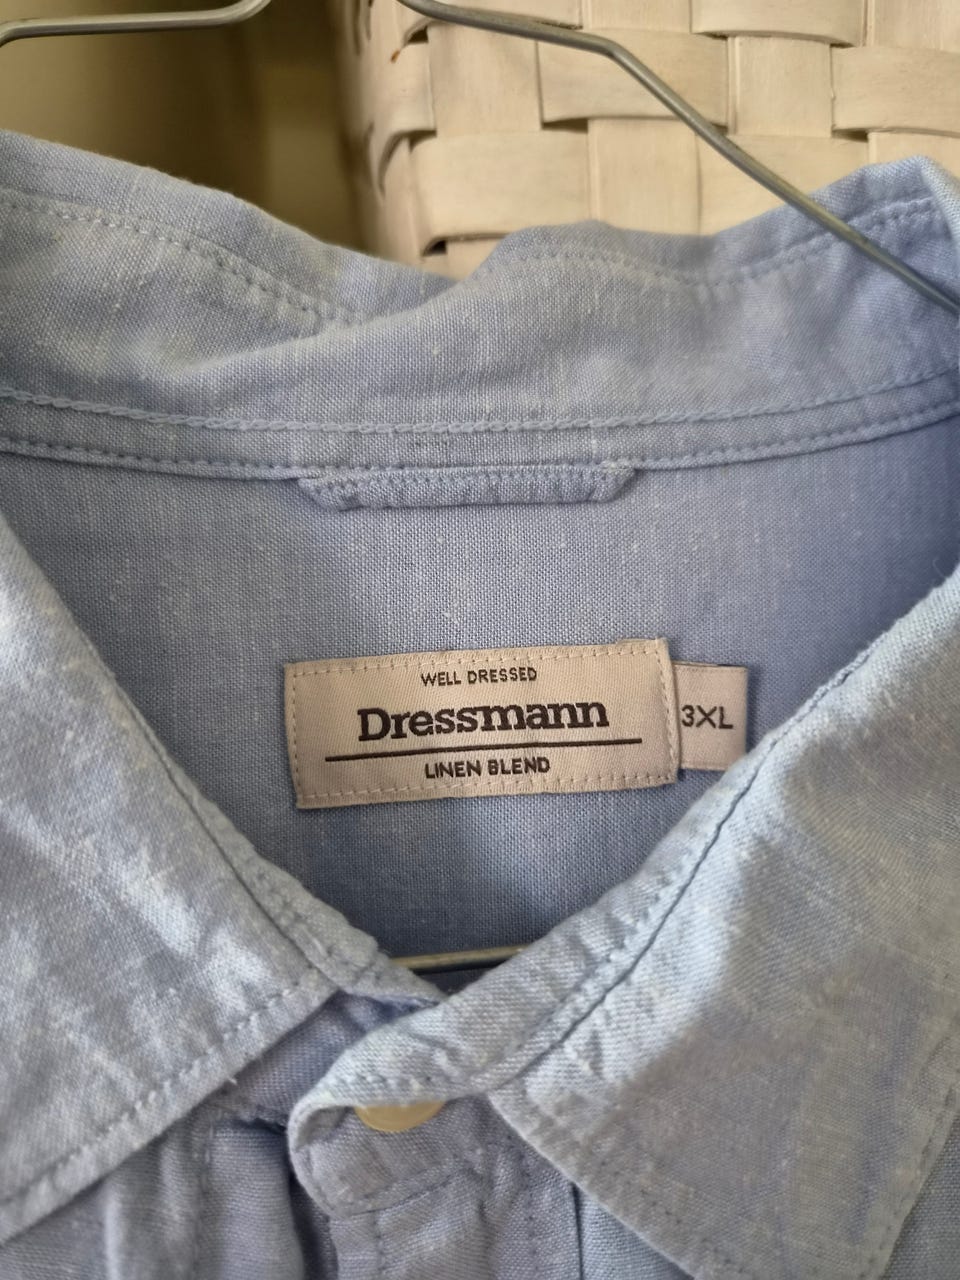 WELL DRESSED
Dressmann
LINEN BLEND
3XL